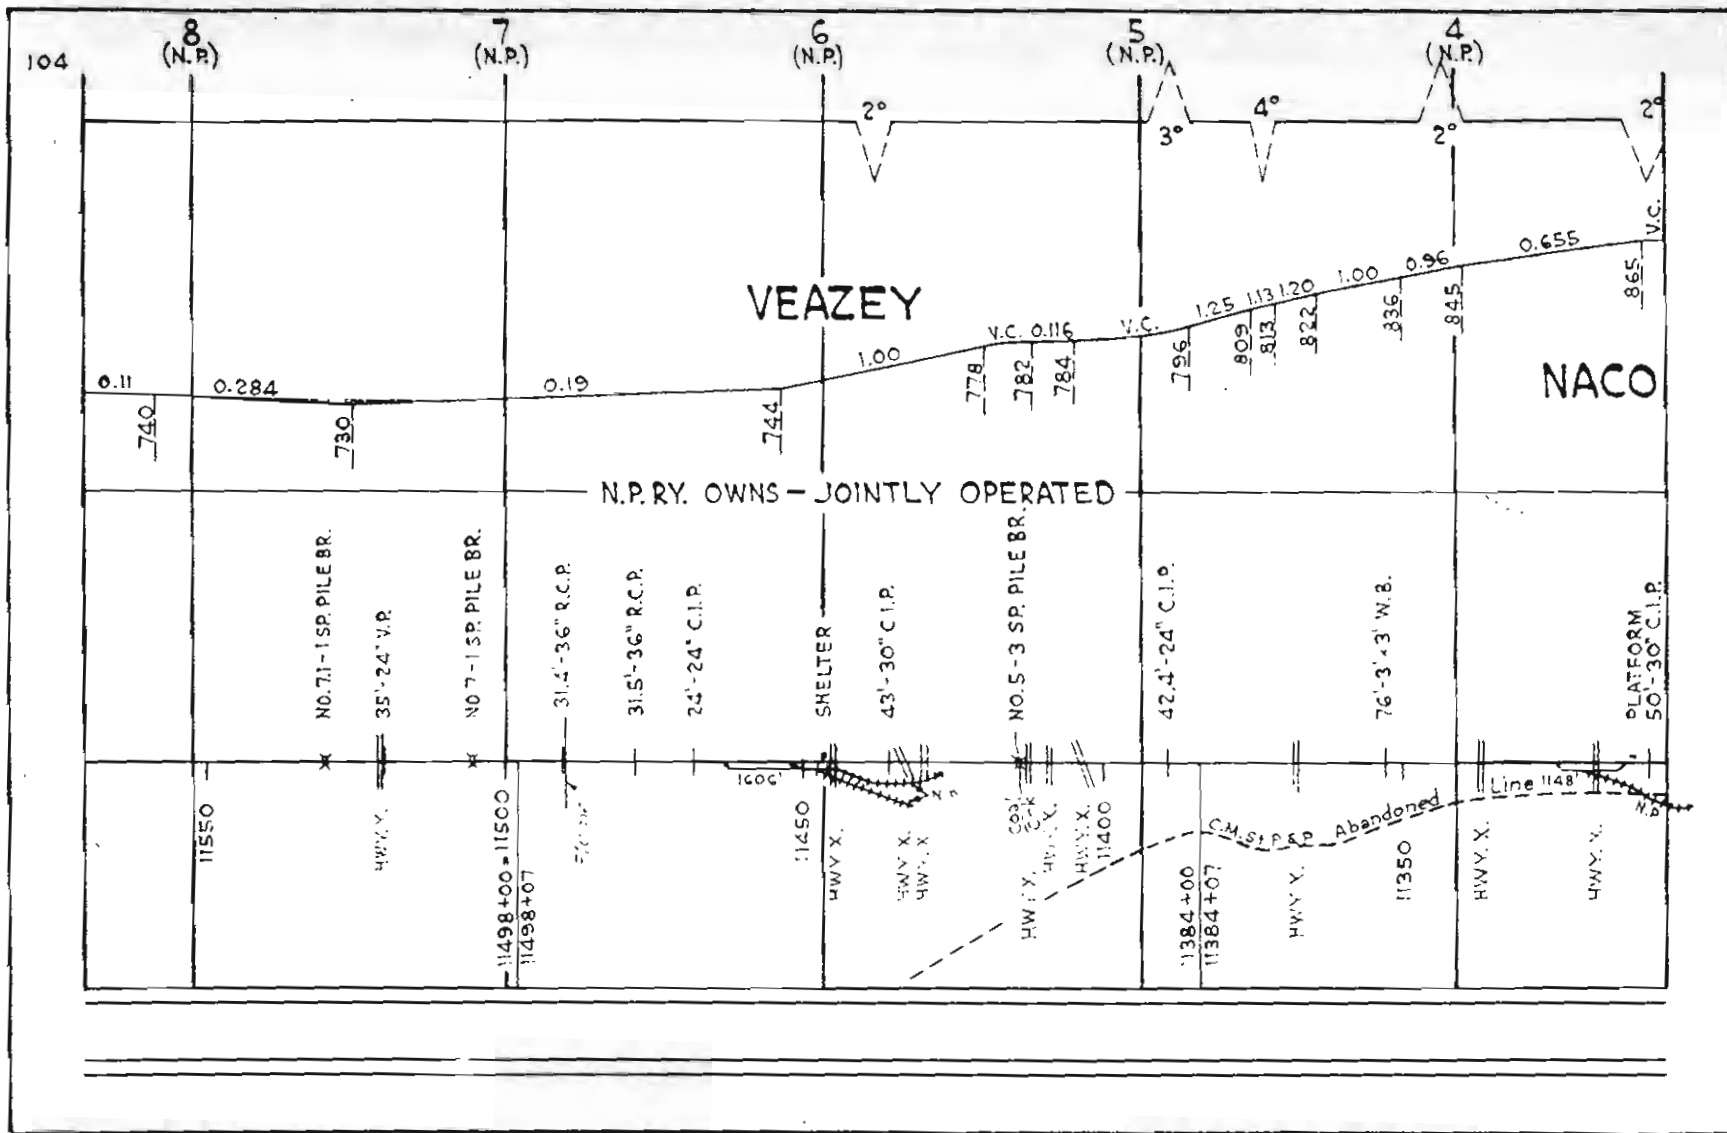 104
8
(N.P.)
7
(N.P.)
6
(N.P.)
5
(N.P.)
4
(N.P.)
2°
3°
4°
2°
2°
VEAZEY
NACO
0.11
0.284
0.19
1.00
V.C.
0.116
V.C.
1.25
1.13
1.20
1.00
0.96
0.655
V.C.
740
730
744
778
782
784
796
809
813
822
836
845
865
N.P. RY. OWNS – JOINTLY OPERATED
NO.7.1-1 SP. PILE BR.
35'-24" V.P.
NO 7-1 SP. PILE BR.
31.4'-36" R.C.P.
31.5'-36" R.C.P.
24'-24" C.I.P.
SHELTER
43'-30" C.I.P.
NO.5-3 SP. PILE BR.
42.4'-24" C.I.P.
76'-3'x3' W.B.
PLATFORM
50'-30" C.I.P.
1606'
N.P.
Line 1148'
N.P.
C.M.St P.& P. Abandoned
11550
HWY. X.
11498+00 = 11500
11498+07
11450
HWY X.
HWY X.
HWY. X
HWY X.
HWY X.
HWY. X.
11400
11384+00
11384+07
HWY X.
11350
HWY. X.
HWY. X.